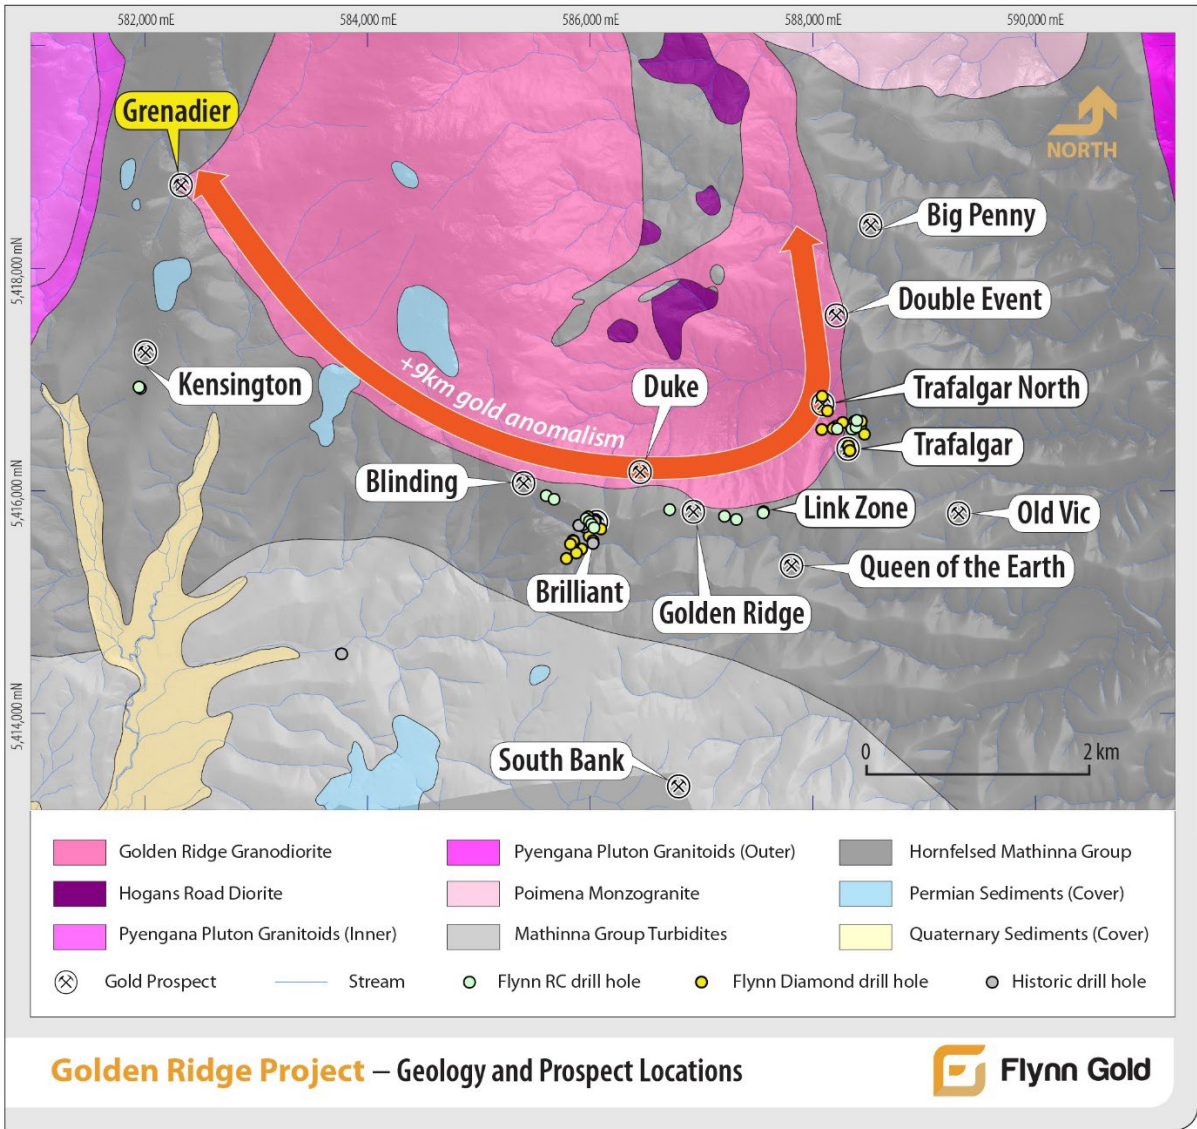 582,000 mE
584,000 mE
586,000 mE
588,000 mE
590,000 mE
Grenadier
NORTH
Big Penny
5,418,000 mN
Double Event
Kensington
+9km gold anomalism
Duke
Trafalgar North
Trafalgar
Blinding
5,416,000 mN
Link Zone
Old Vic
Brilliant
Golden Ridge
Queen of the Earth
5,414,000 mN
South Bank
0
2 km
Golden Ridge Granodiorite
Pyengana Pluton Granitoids (Outer)
Hornfelsed Mathinna Group
Hogans Road Diorite
Poimena Monzogranite
Permian Sediments (Cover)
Pyengana Pluton Granitoids (Inner)
Mathinna Group Turbidites
Quaternary Sediments (Cover)
Gold Prospect
Stream
Flynn RC drill hole
Flynn Diamond drill hole
Historic drill hole
Golden Ridge Project – Geology and Prospect Locations
Flynn Gold